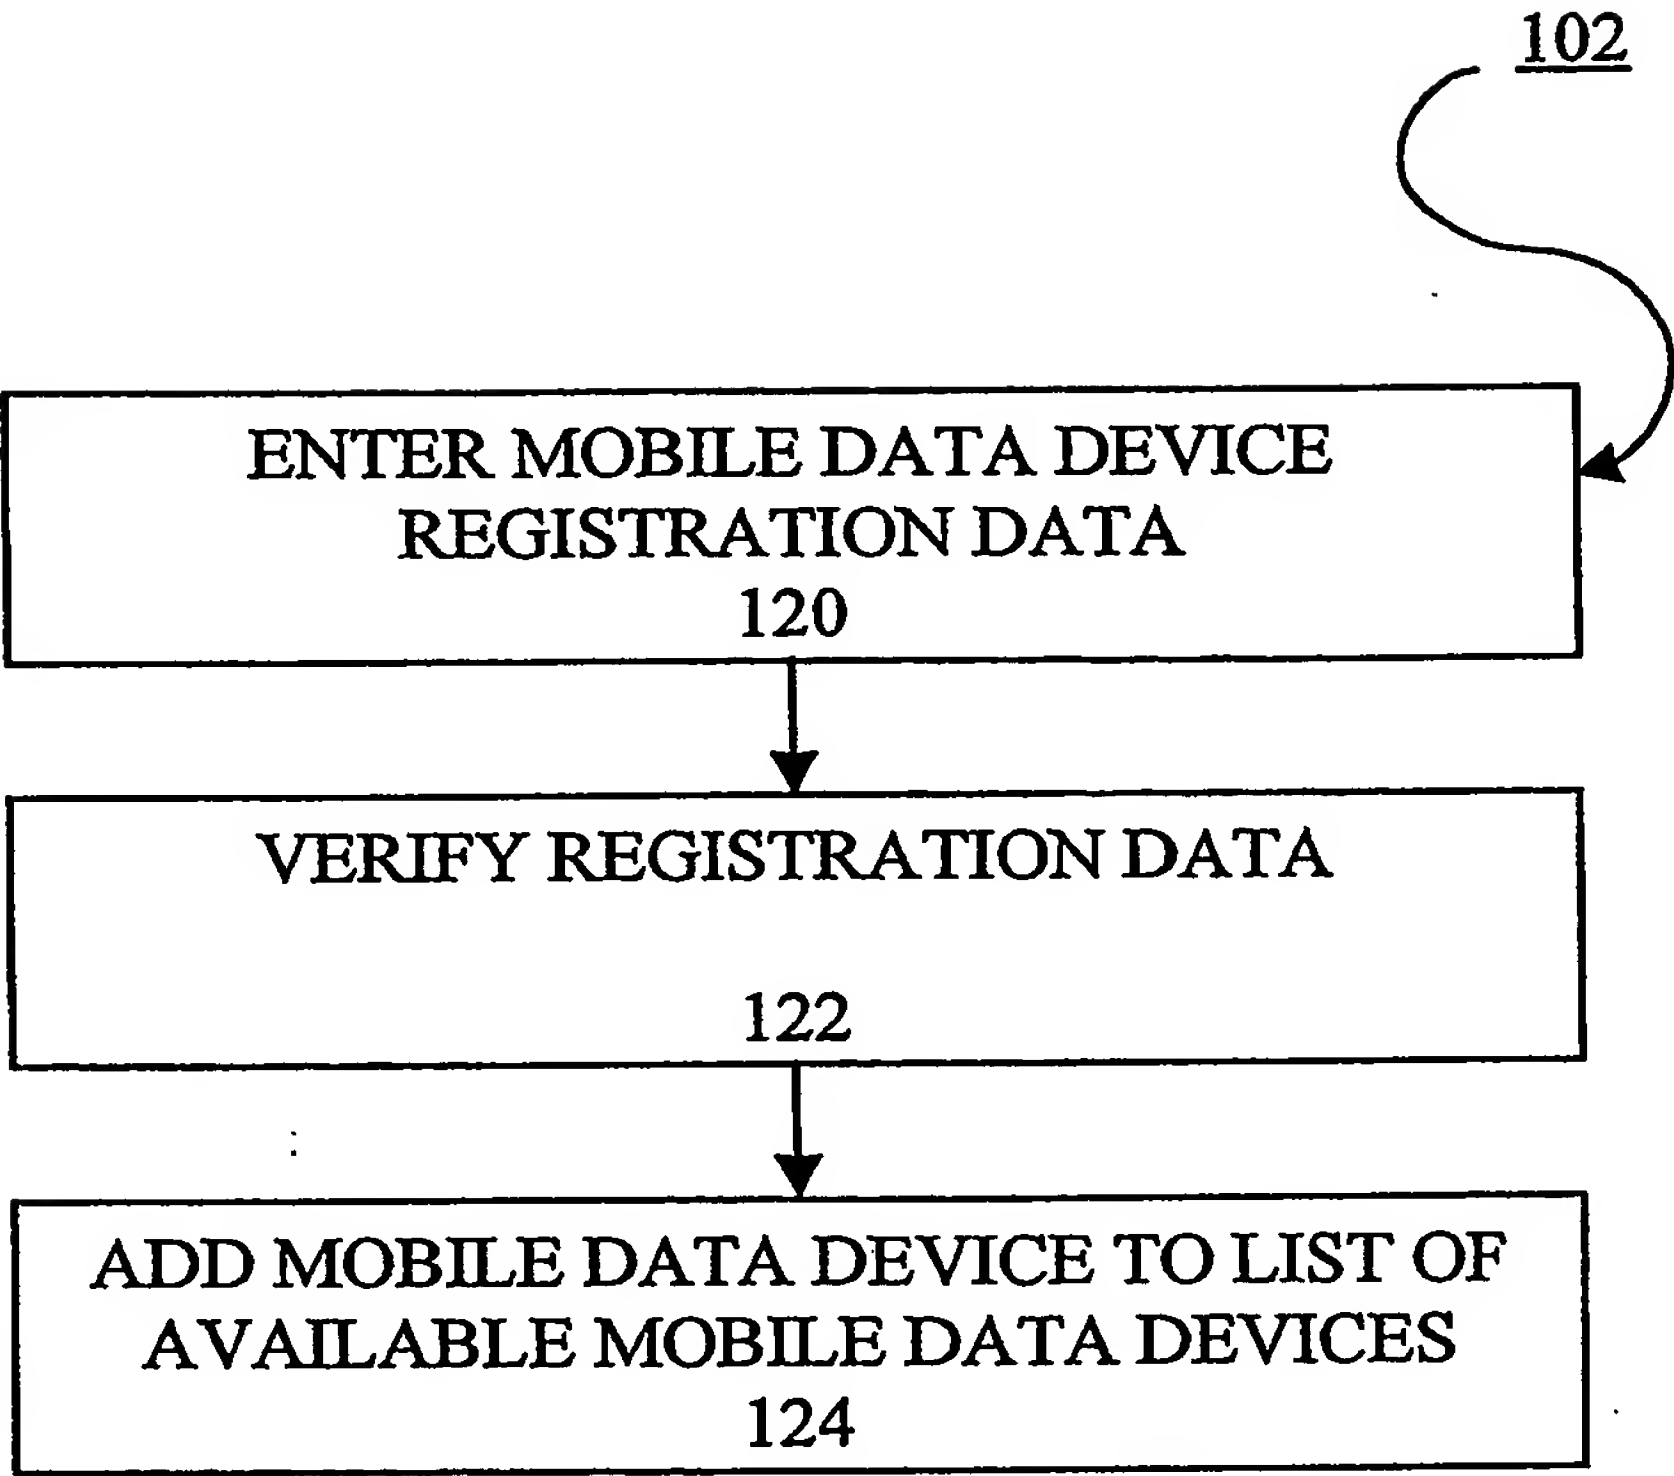 102
ENTER MOBILE DATA DEVICE
REGISTRATION DATA
120
VERIFY REGISTRATION DATA
122
ADD MOBILE DATA DEVICE TO LIST OF
AVAILABLE MOBILE DATA DEVICES
124